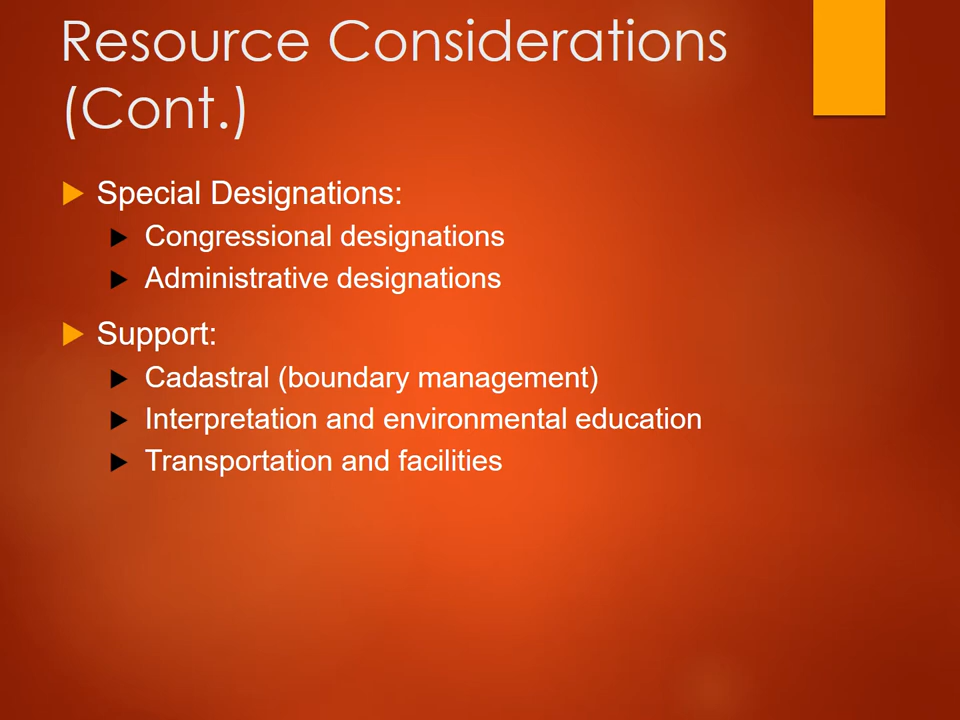 Resource Considerations
(Cont.)
Special Designations:
Congressional designations
Administrative designations
Support:
Cadastral (boundary management)
Interpretation and environmental education
Transportation and facilities